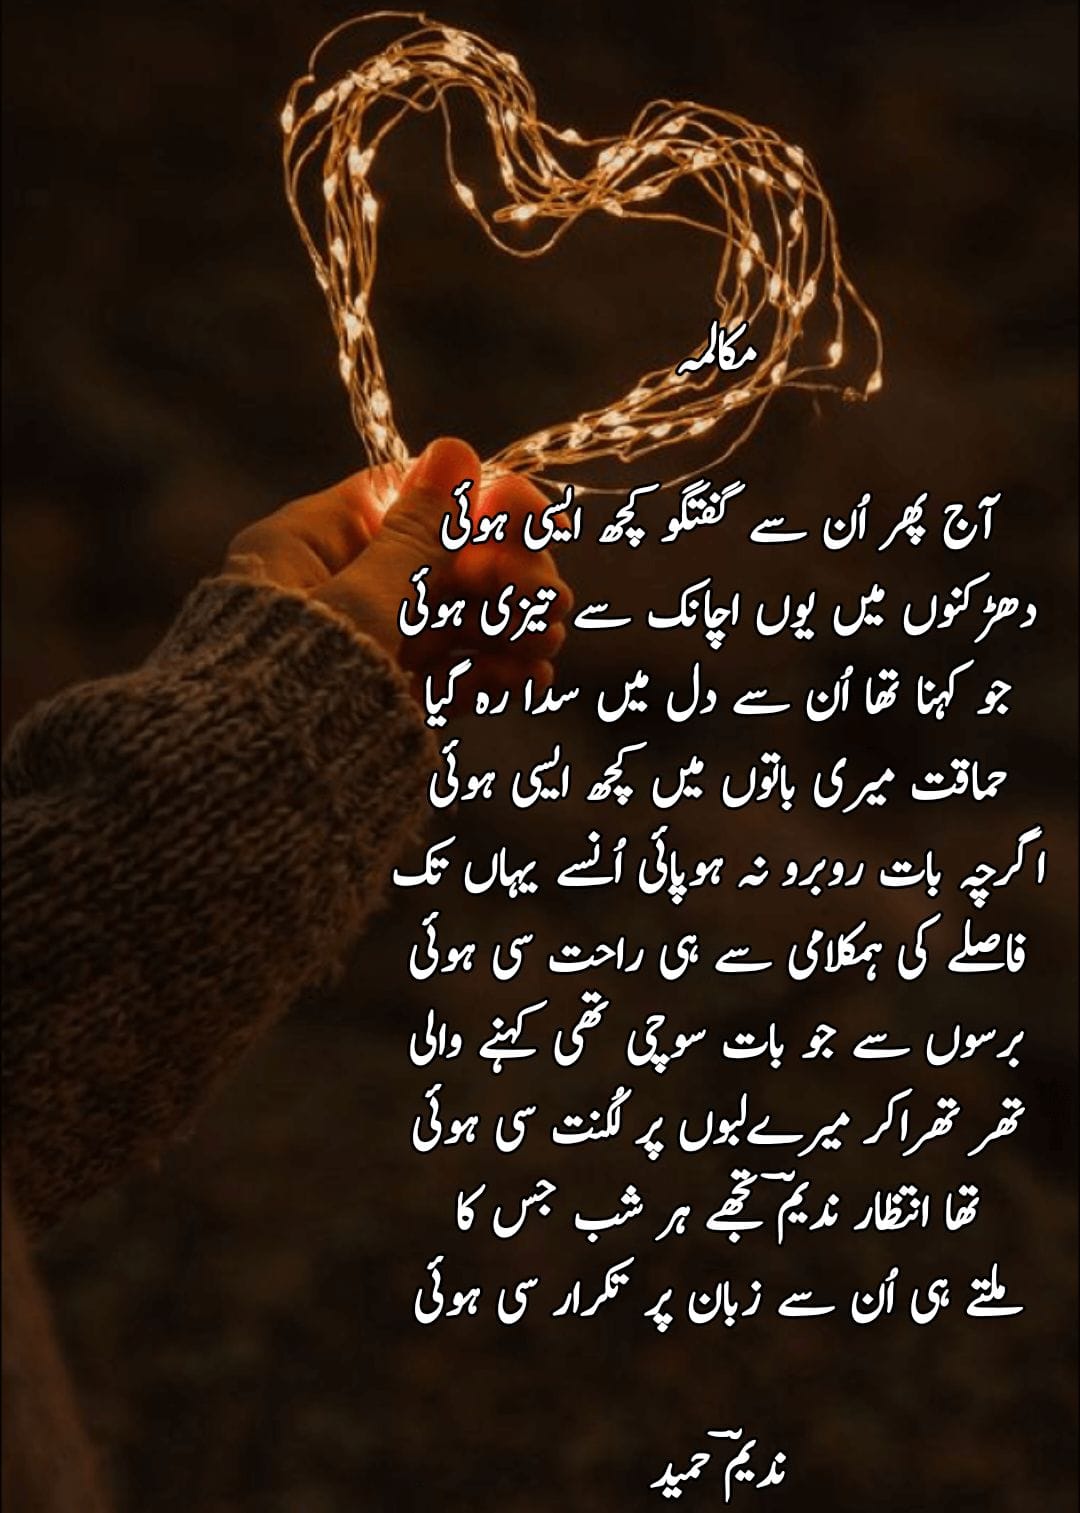 مکالمہ
آج پھر اُن سے گفتگو کچھ ایسی ہوئی
دھڑکنوں میں یوں اچانک سے تیزی ہوئی
جو کہنا تھا اُن سے دل میں سدا رہ گیا
حماقت میری باتوں میں کچھ ایسی ہوئی
اگرچہ بات روبرو نہ ہوپائی اُنسے یہاں تک
فاصلے کی ہمکلامی سے ہی راحت سی ہوئی
برسوں سے جو بات سوچی تھی کہنے والی
تھر تھراکر میرےلبوں پر لُکنت سی ہوئی
تھا انتظار ندیمؔ تجھے ہر شب جس کا
ملتے ہی اُن سے زبان پر تکرار سی ہوئی
ندیمؔ حمید